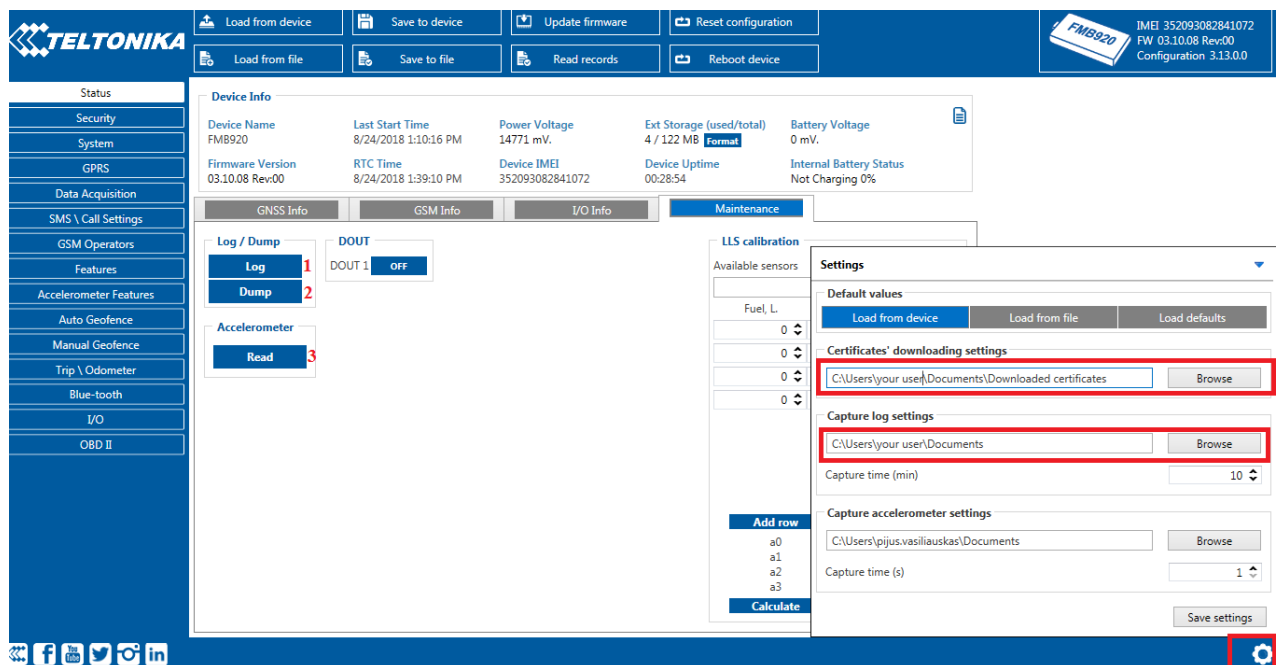 TELTONIKA
Load from device
Save to device
Update firmware
Reset configuration
Load from file
Save to file
Read records
Reboot device
FMB920
IMEI 352093082841072
FW 03.10.08 Rev:00
Configuration 3.13.0.0
Status
Security
System
GPRS
Data Acquisition
SMS \ Call Settings
GSM Operators
Features
Accelerometer Features
Auto Geofence
Manual Geofence
Trip \ Odometer
Blue-tooth
I/O
OBD II
Device Info
Device Name
FMB920
Last Start Time
8/24/2018 1:10:16 PM
Power Voltage
14771 mV.
Ext Storage (used/total)
4 / 122 MB Format
Battery Voltage
0 mV.
Firmware Version
03.10.08 Rev:00
RTC Time
8/24/2018 1:39:10 PM
Device IMEI
352093082841072
Device Uptime
00:28:54
Internal Battery Status
Not Charging 0%
GNSS Info
GSM Info
I/O Info
Maintenance
Log / Dump
Log 1
Dump 2
DOUT
DOUT 1 OFF
Accelerometer
Read 3
LLS calibration
Available sensors
Fuel, L.
0
0
0
0
Add row
a0
a1
a2
a3
Calculate
Settings
Default values
Load from device
Load from file
Load defaults
Certificates' downloading settings
C:\Users\your user\Documents\Downloaded certificates
Browse
Capture log settings
C:\Users\your user\Documents
Browse
Capture time (min)
10
Capture accelerometer settings
C:\Users\pijus.vasiliauskas\Documents
Browse
Capture time (s)
1
Save settings
You
Tube
in